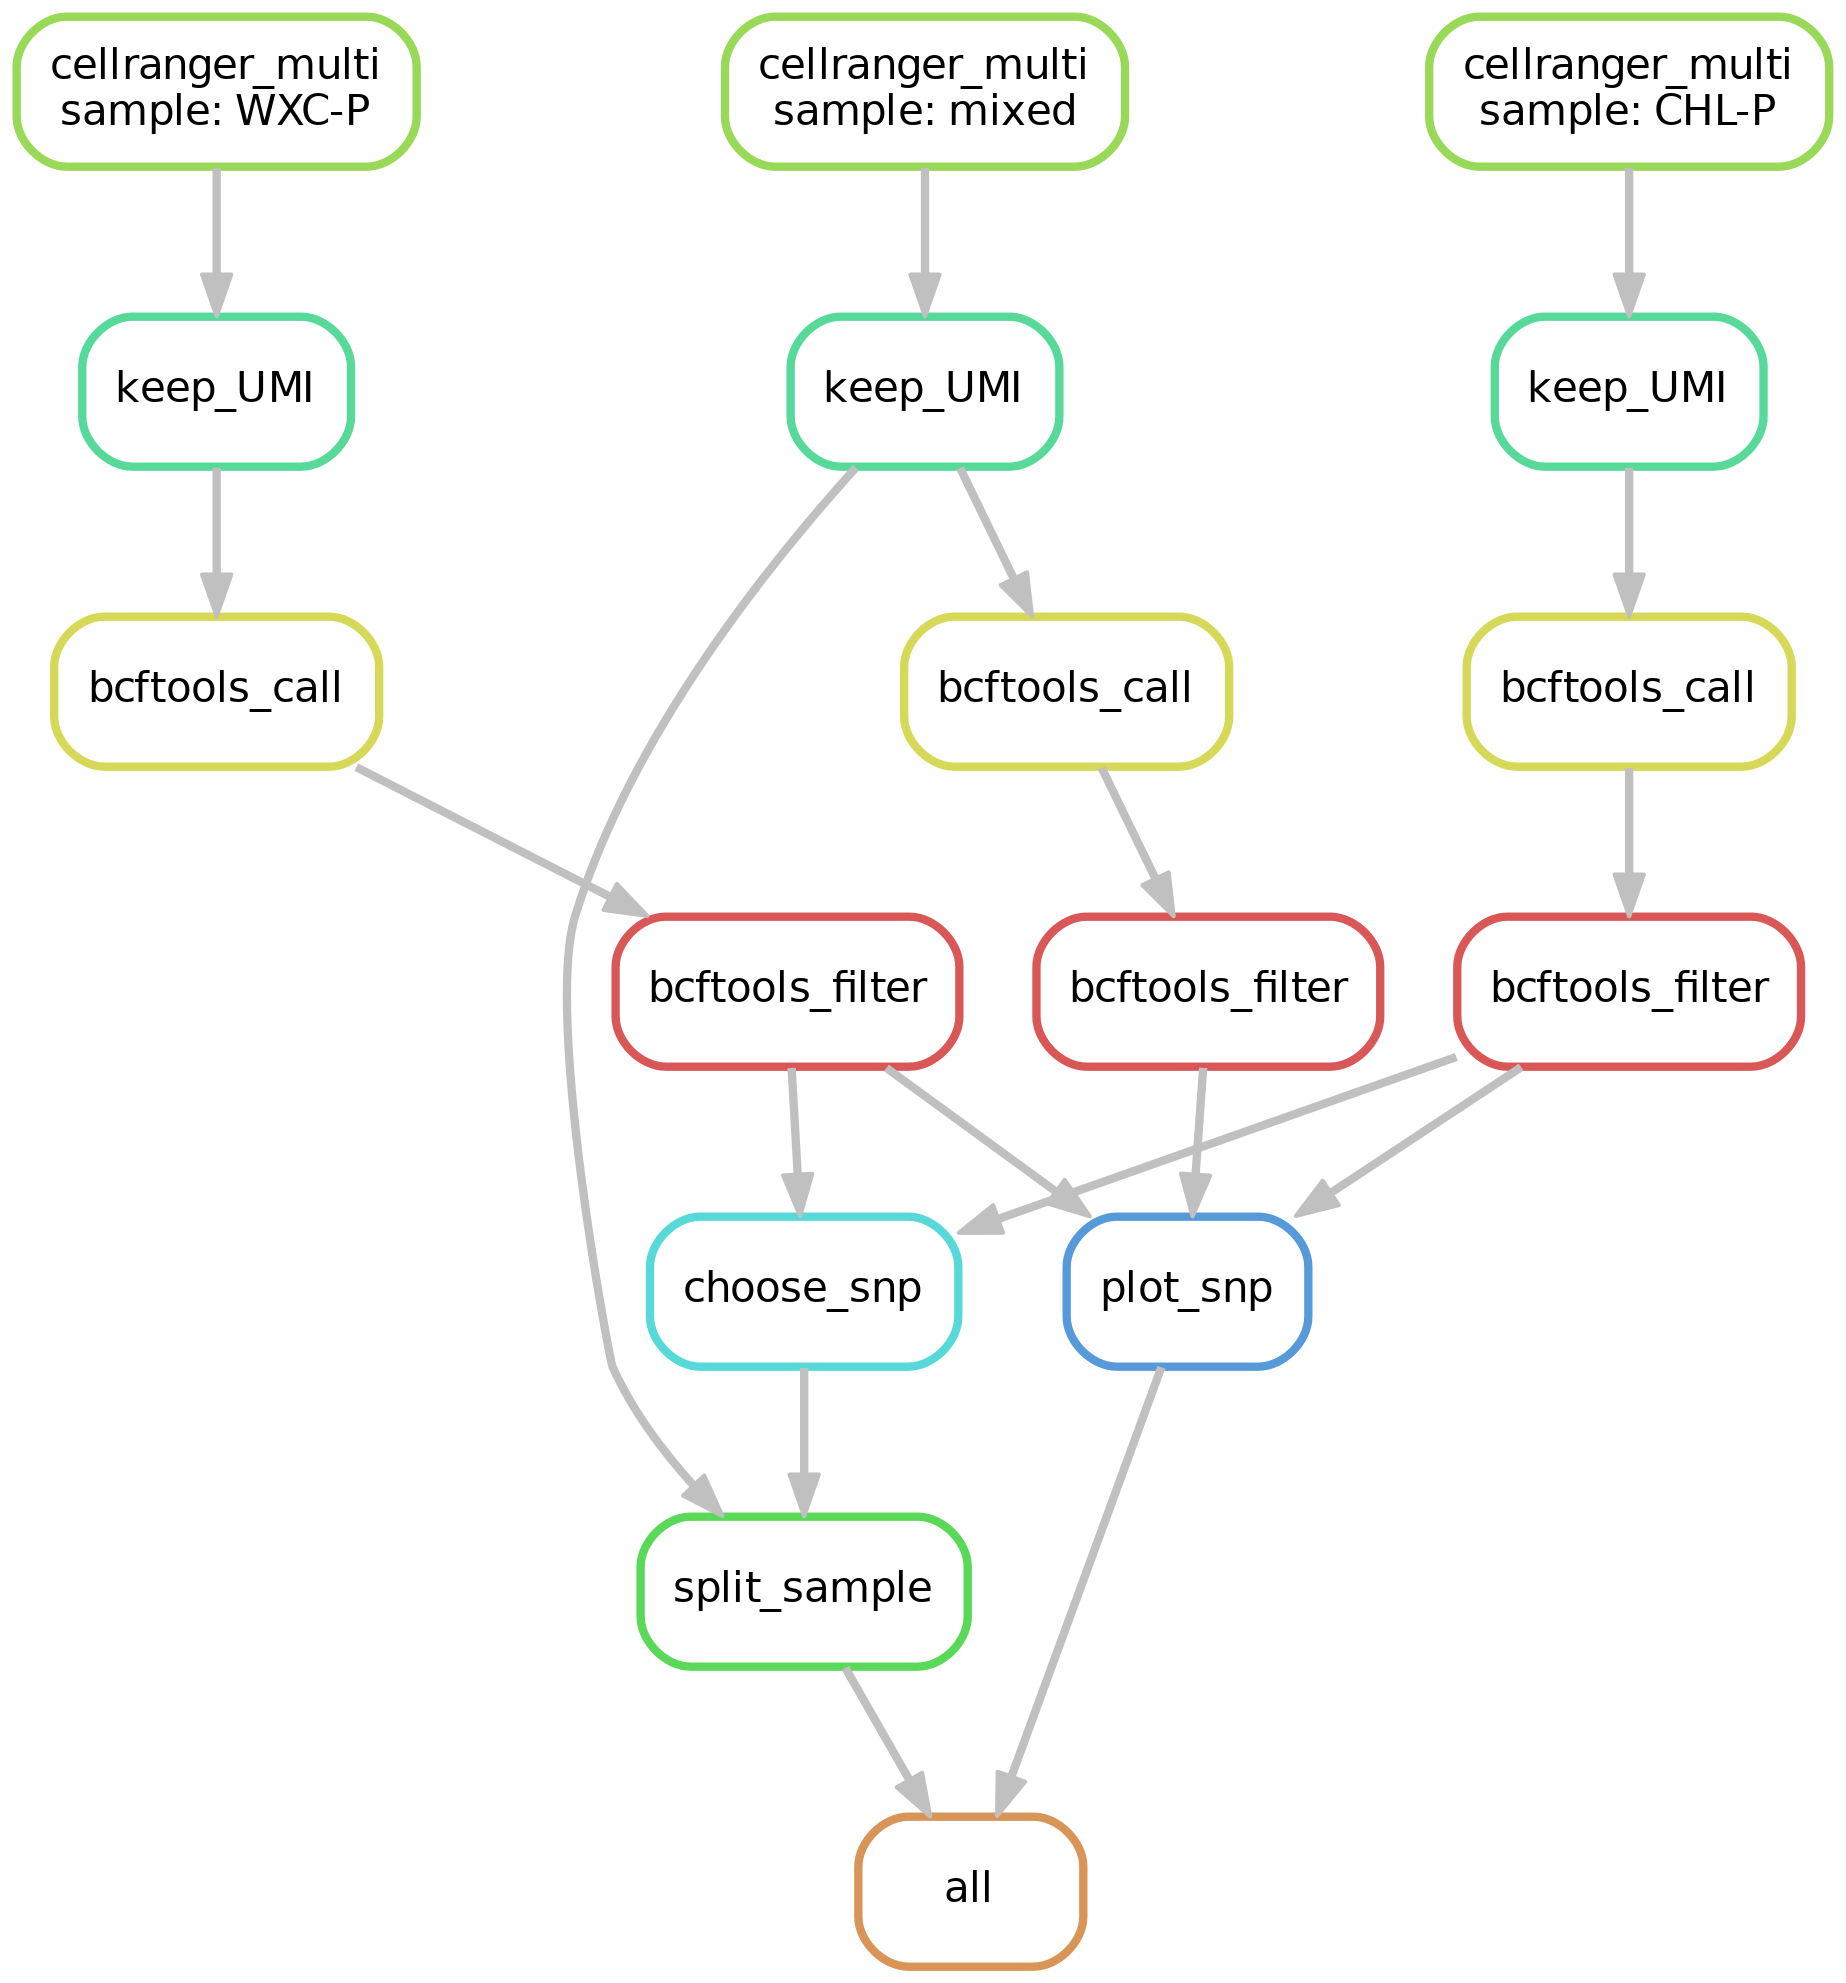 cellranger_multi
sample: WXC-P
cellranger_multi
sample: mixed
cellranger_multi
sample: CHL-P
keep_UMI
keep_UMI
keep_UMI
bcftools_call
bcftools_call
bcftools_call
bcftools_filter
bcftools_filter
bcftools_filter
choose_snp
plot_snp
split_sample
all